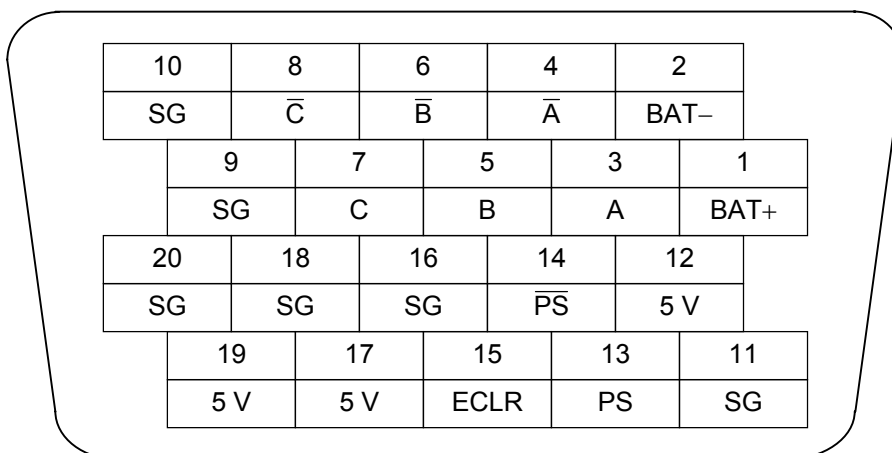 10 8 6 4 2
SG C̅ B̅ A̅ BAT−
9 7 5 3 1
SG C B A BAT+
20 18 16 14 12
SG SG SG P̅S̅ 5 V
19 17 15 13 11
5 V 5 V ECLR PS SG